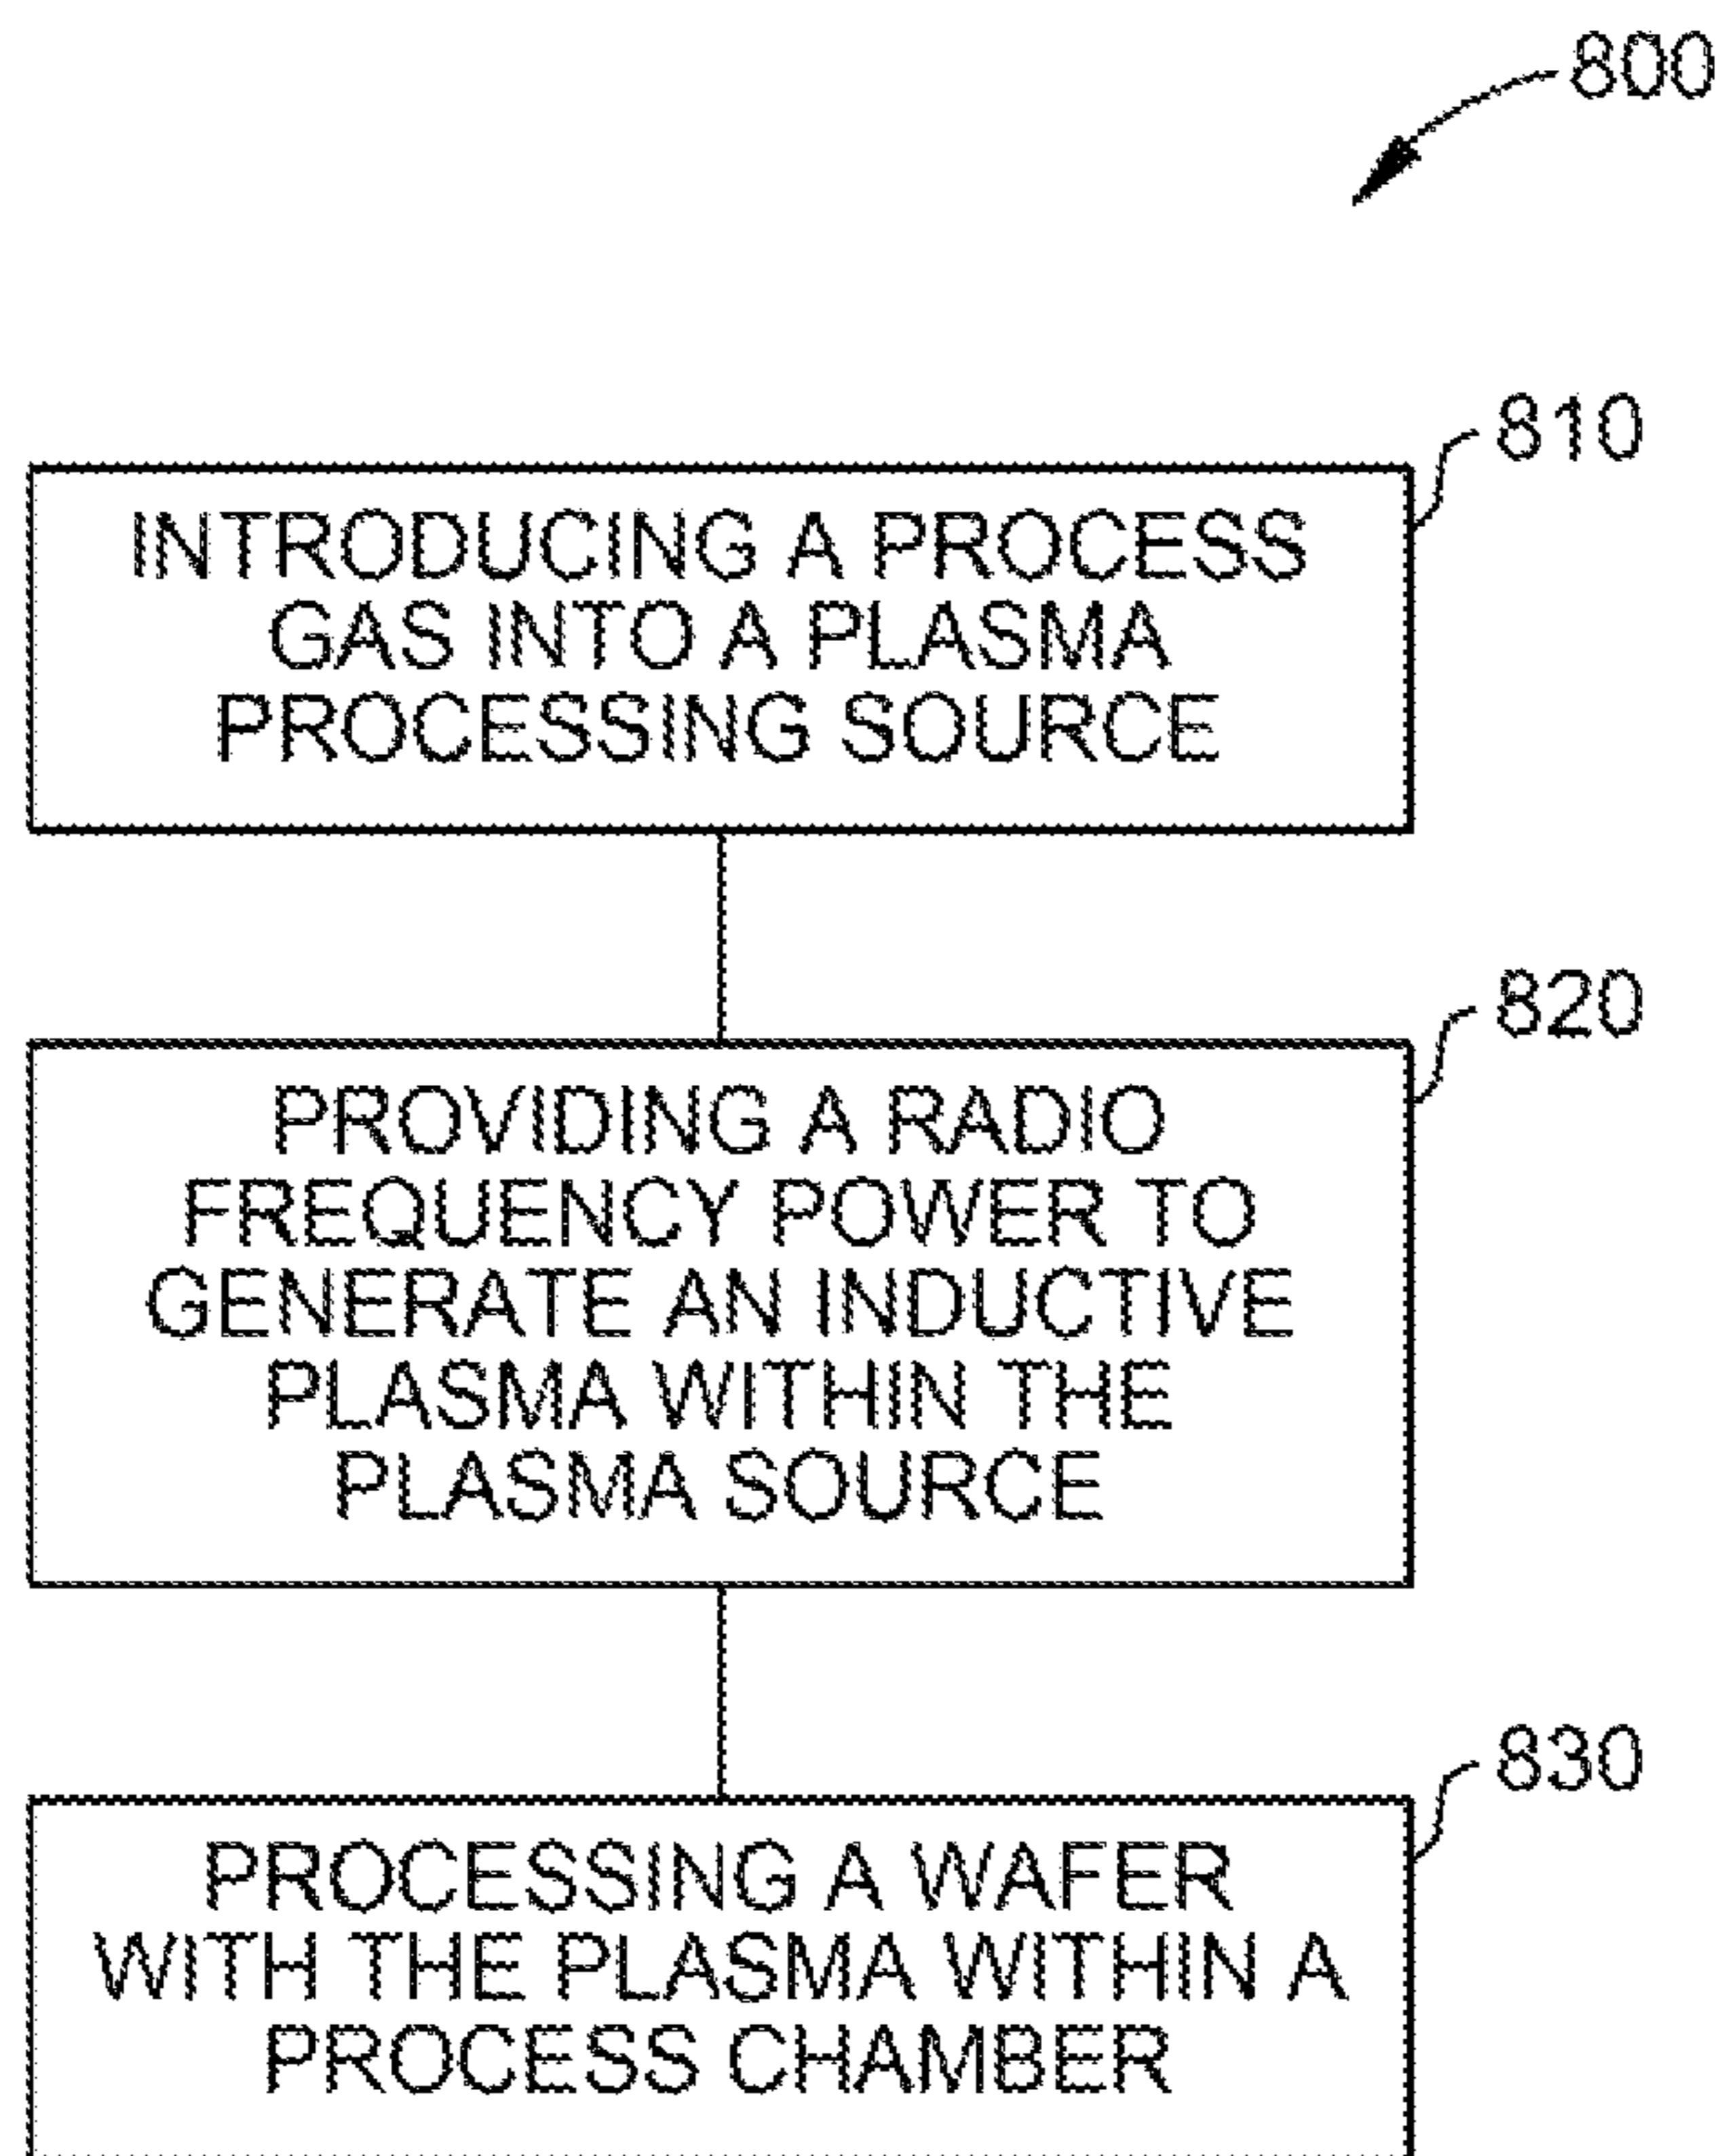 800
810
INTRODUCING A PROCESS
GAS INTO A PLASMA
PROCESSING SOURCE
820
PROVIDING A RADIO
FREQUENCY POWER TO
GENERATE AN INDUCTIVE
PLASMA WITHIN THE
PLASMA SOURCE
830
PROCESSING A WAFER
WITH THE PLASMA WITHIN A
PROCESS CHAMBER